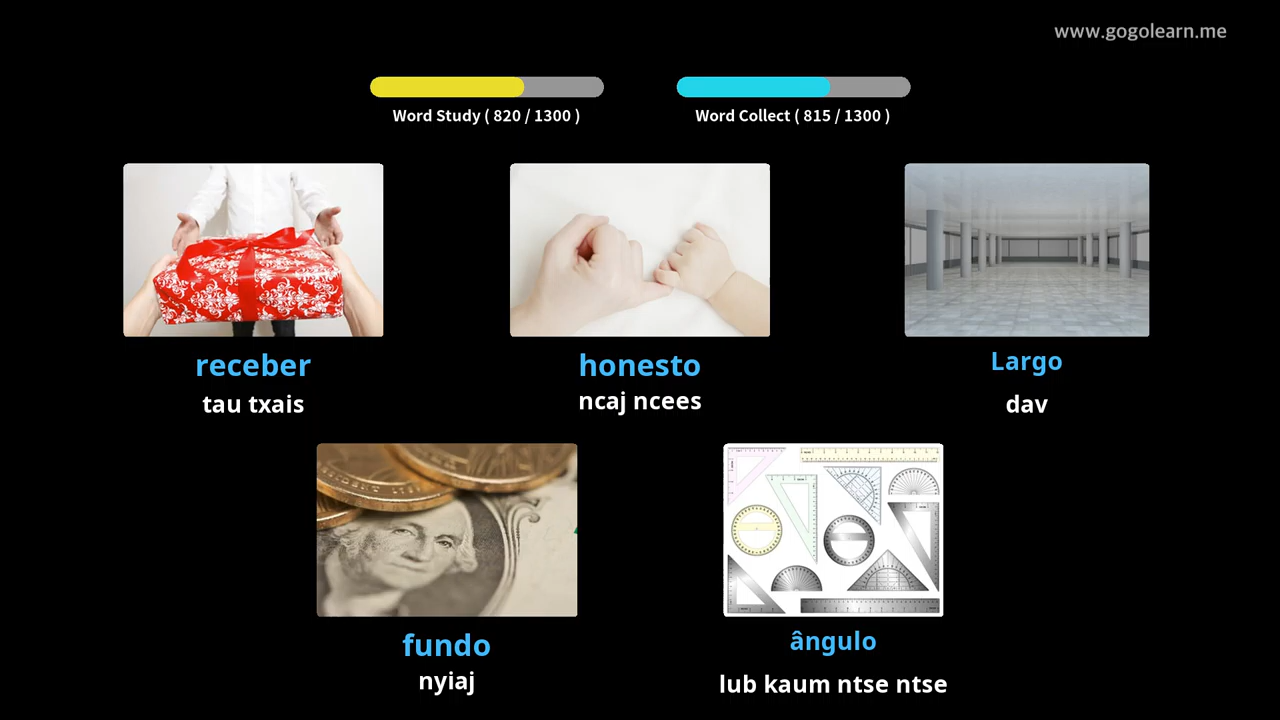 www.gogolearn.me
Word Study ( 820 / 1300 )
Word Collect ( 815 / 1300 )
receber
tau txais
honesto
ncaj ncees
Largo
dav
fundo
nyiaj
ângulo
lub kaum ntse ntse